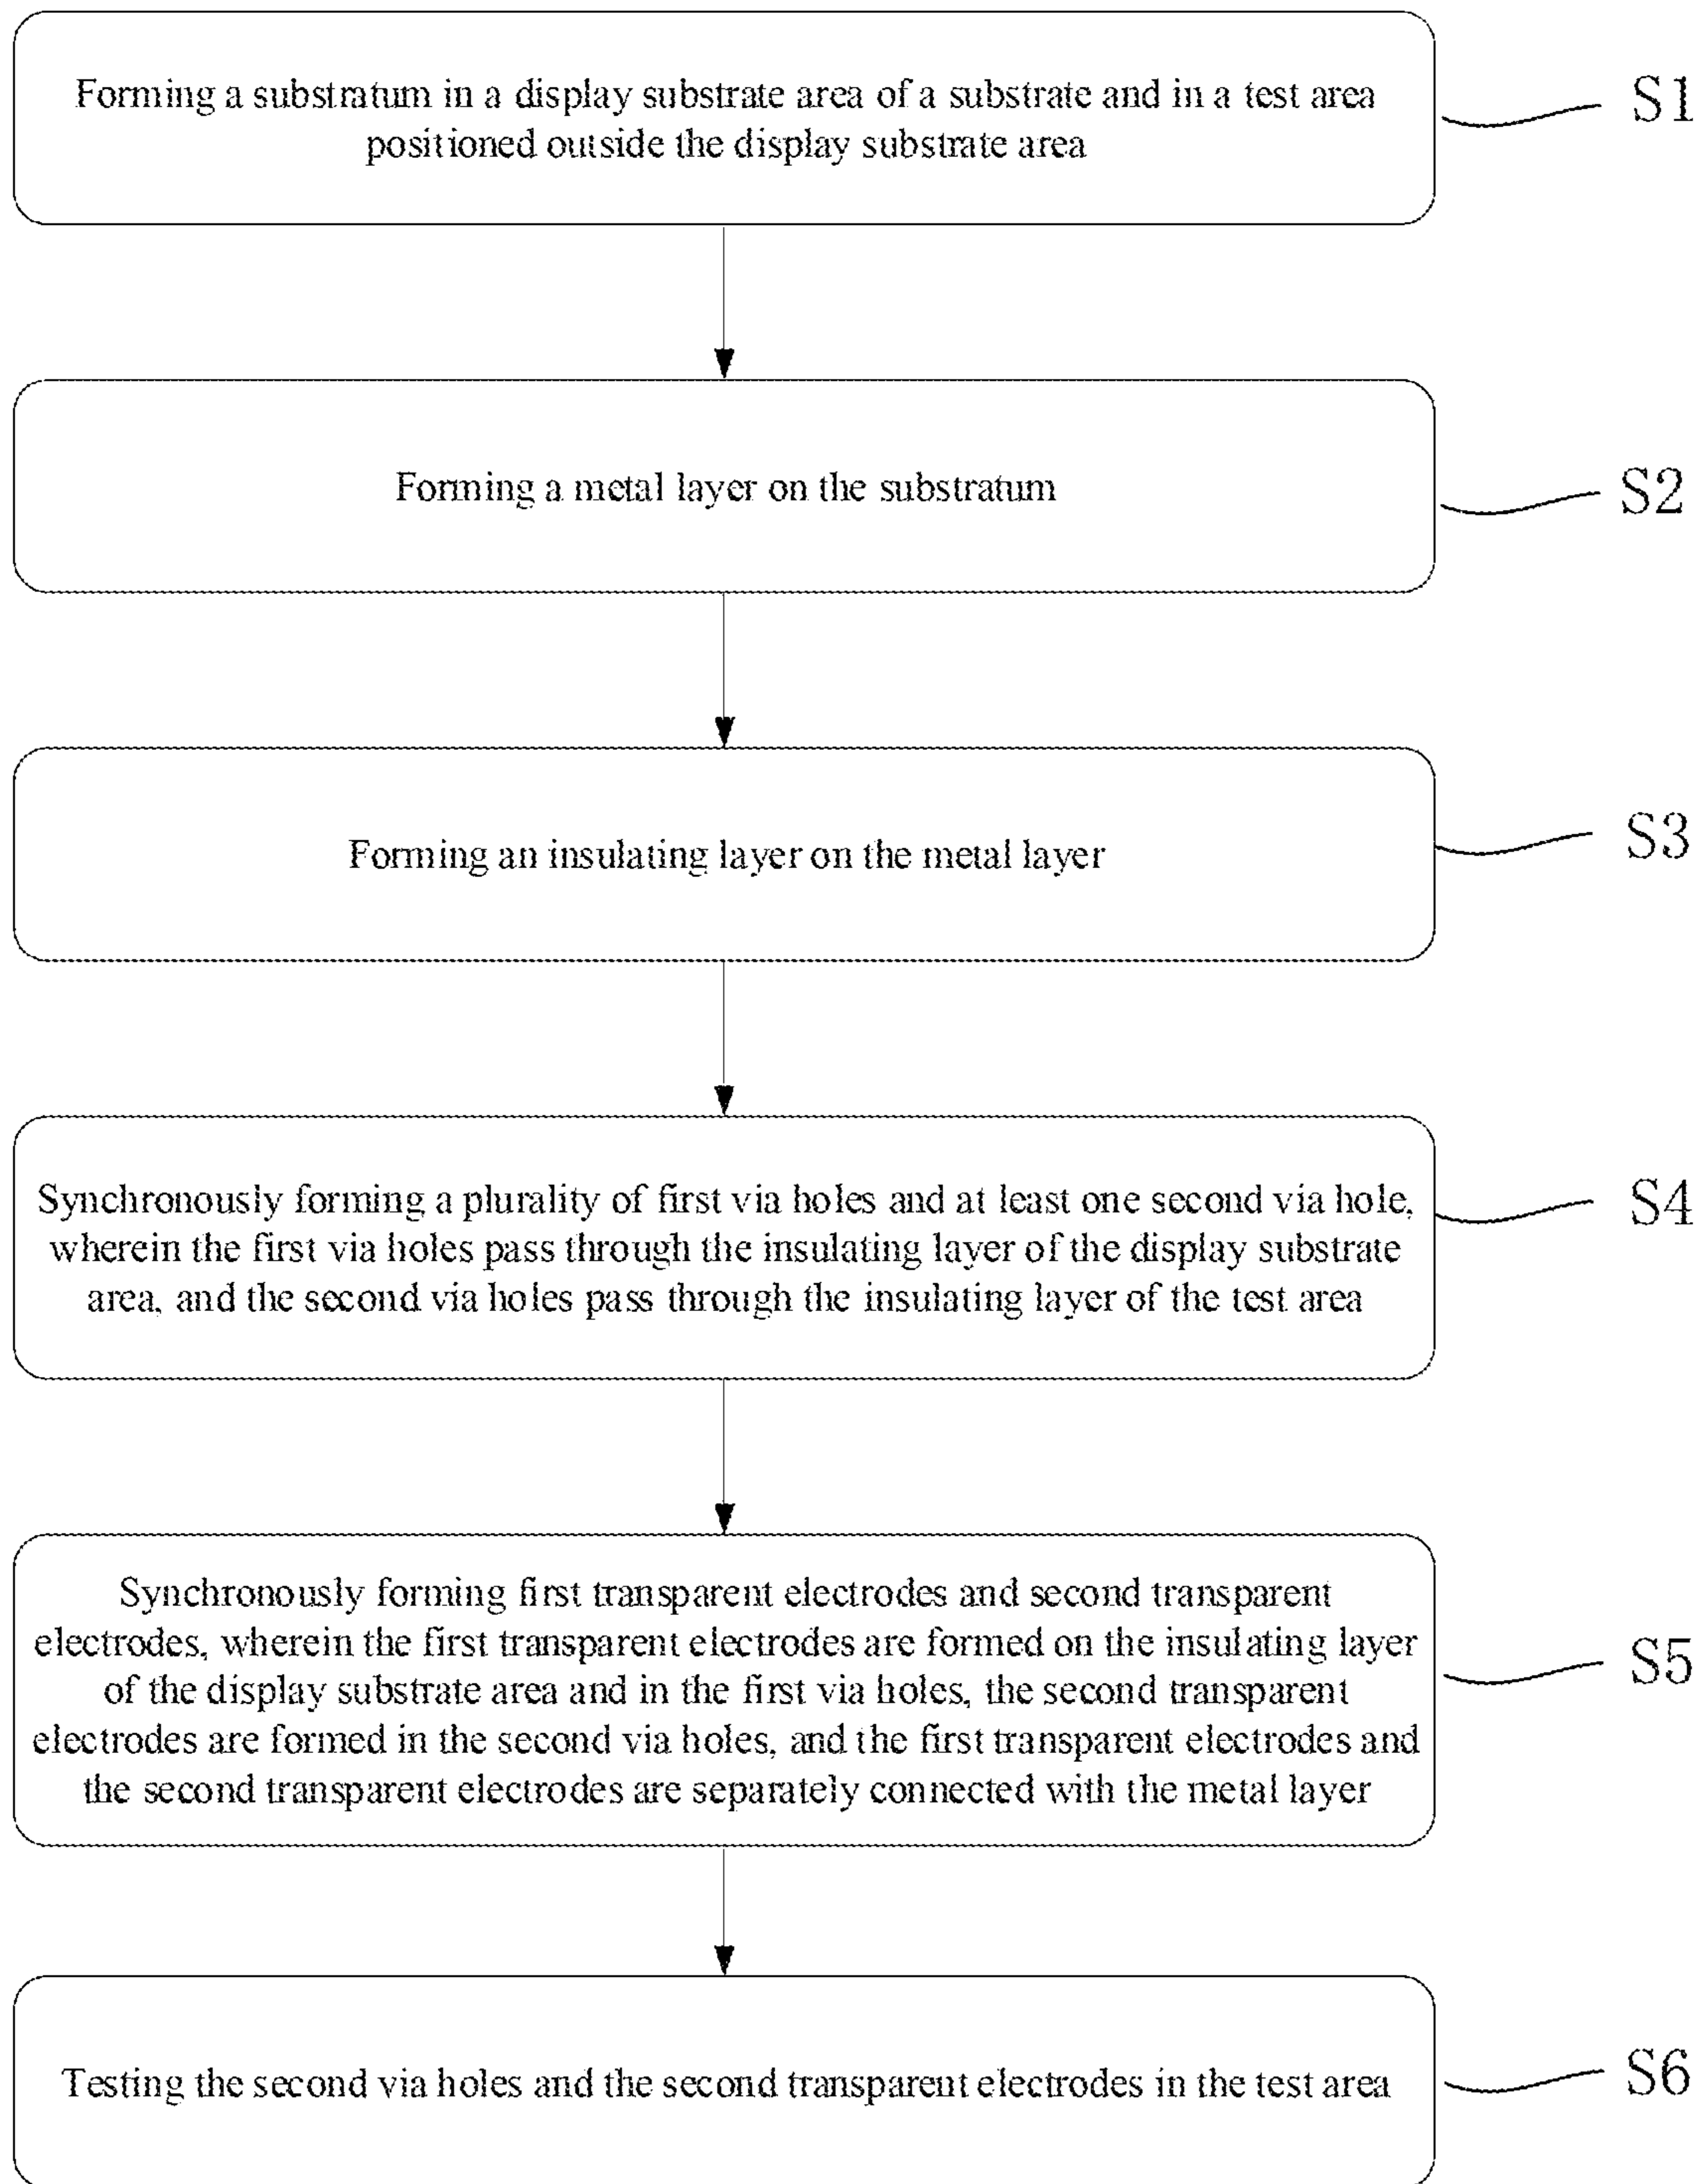 Forming a substratum in a display substrate area of a substrate and in a test area
positioned outside the display substrate area
S1
Forming a metal layer on the substratum
S2
Forming an insulating layer on the metal layer
S3
Synchronously forming a plurality of first via holes and at least one second via hole,
wherein the first via holes pass through the insulating layer of the display substrate
area, and the second via holes pass through the insulating layer of the test area
S4
Synchronously forming first transparent electrodes and second transparent
electrodes, wherein the first transparent electrodes are formed on the insulating layer
of the display substrate area and in the first via holes, the second transparent
electrodes are formed in the second via holes, and the first transparent electrodes and
the second transparent electrodes are separately connected with the metal layer
S5
Testing the second via holes and the second transparent electrodes in the test area
S6